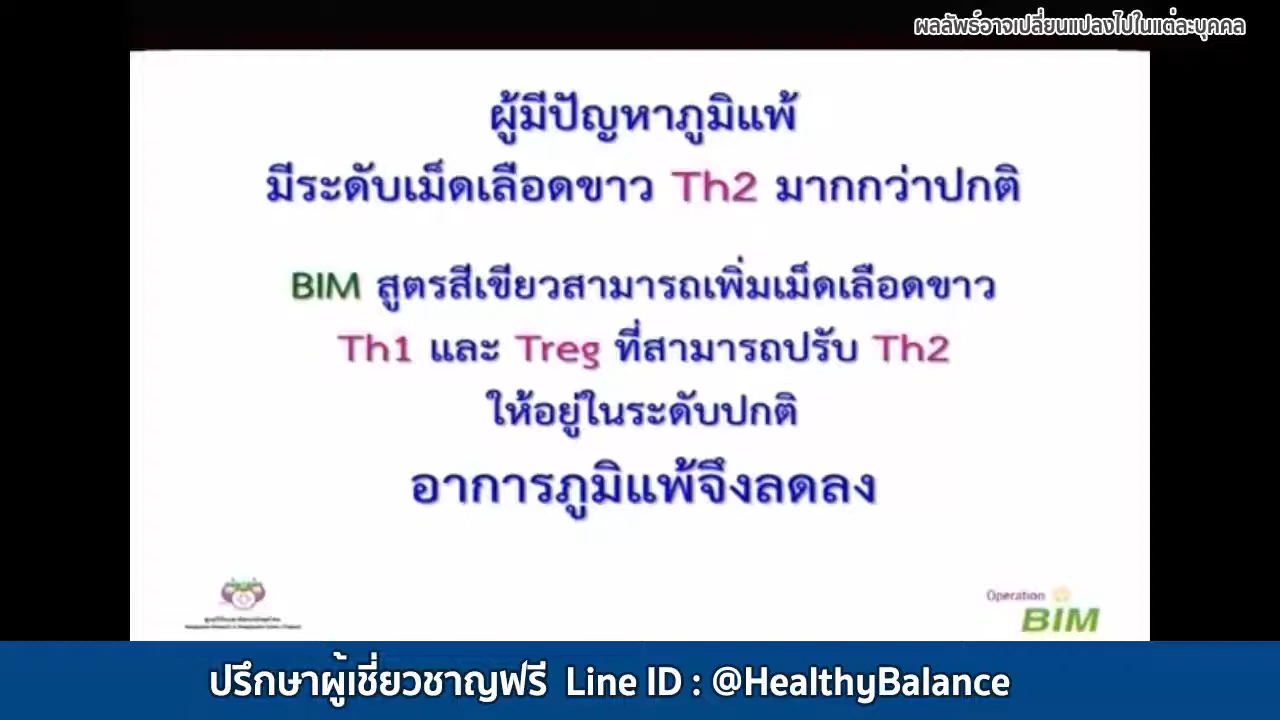 ผลลัพธ์อาจเปลี่ยนแปลงไปในแต่ละบุคคล
ผู้มีปัญหาภูมิแพ้
มีระดับเม็ดเลือดขาว Th2 มากกว่าปกติ
BIM สูตรสีเขียวสามารถเพิ่มเม็ดเลือดขาว
Th1 และ Treg ที่สามารถปรับ Th2
ให้อยู่ในระดับปกติ
อาการภูมิแพ้จึงลดลง
Operation
BIM
ปรึกษาผู้เชี่ยวชาญฟรี Line ID : @HealthyBalance